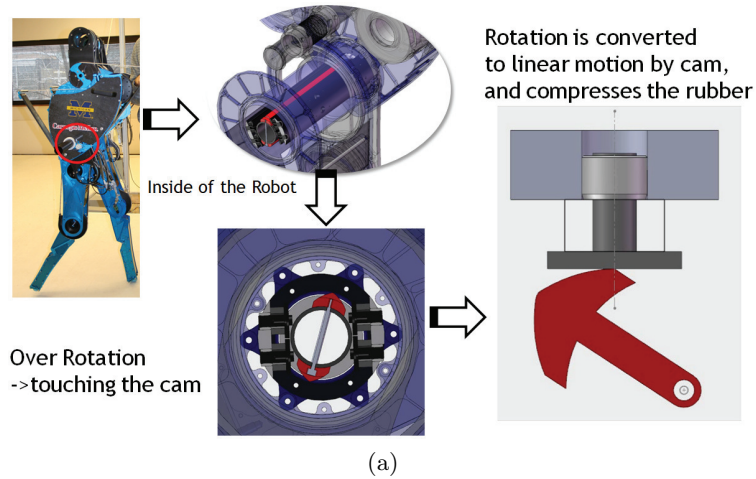 Rotation is converted
to linear motion by cam,
and compresses the rubber
Inside of the Robot
Over Rotation
->touching the cam
(a)